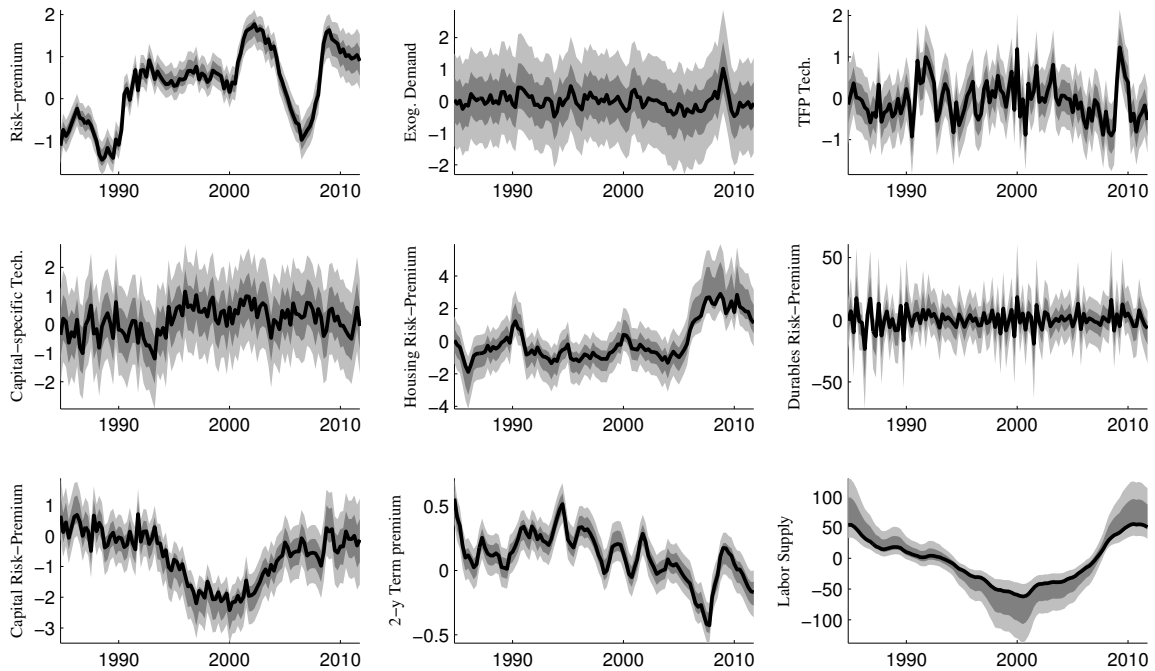 Risk−premium
2
1
0
−1
1990 2000 2010
Exog. Demand
2
1
0
−1
−2
1990 2000 2010
TFP Tech.
2
1
0
−1
1990 2000 2010
Capital−specific Tech.
2
1
0
−1
−2
1990 2000 2010
Housing Risk−Premium
4
2
0
−2
−4
1990 2000 2010
Durables Risk−Premium
50
0
−50
1990 2000 2010
Capital Risk−Premium
1
0
−1
−2
−3
1990 2000 2010
2−y Term premium
0.5
0
−0.5
1990 2000 2010
Labor Supply
100
50
0
−50
−100
1990 2000 2010